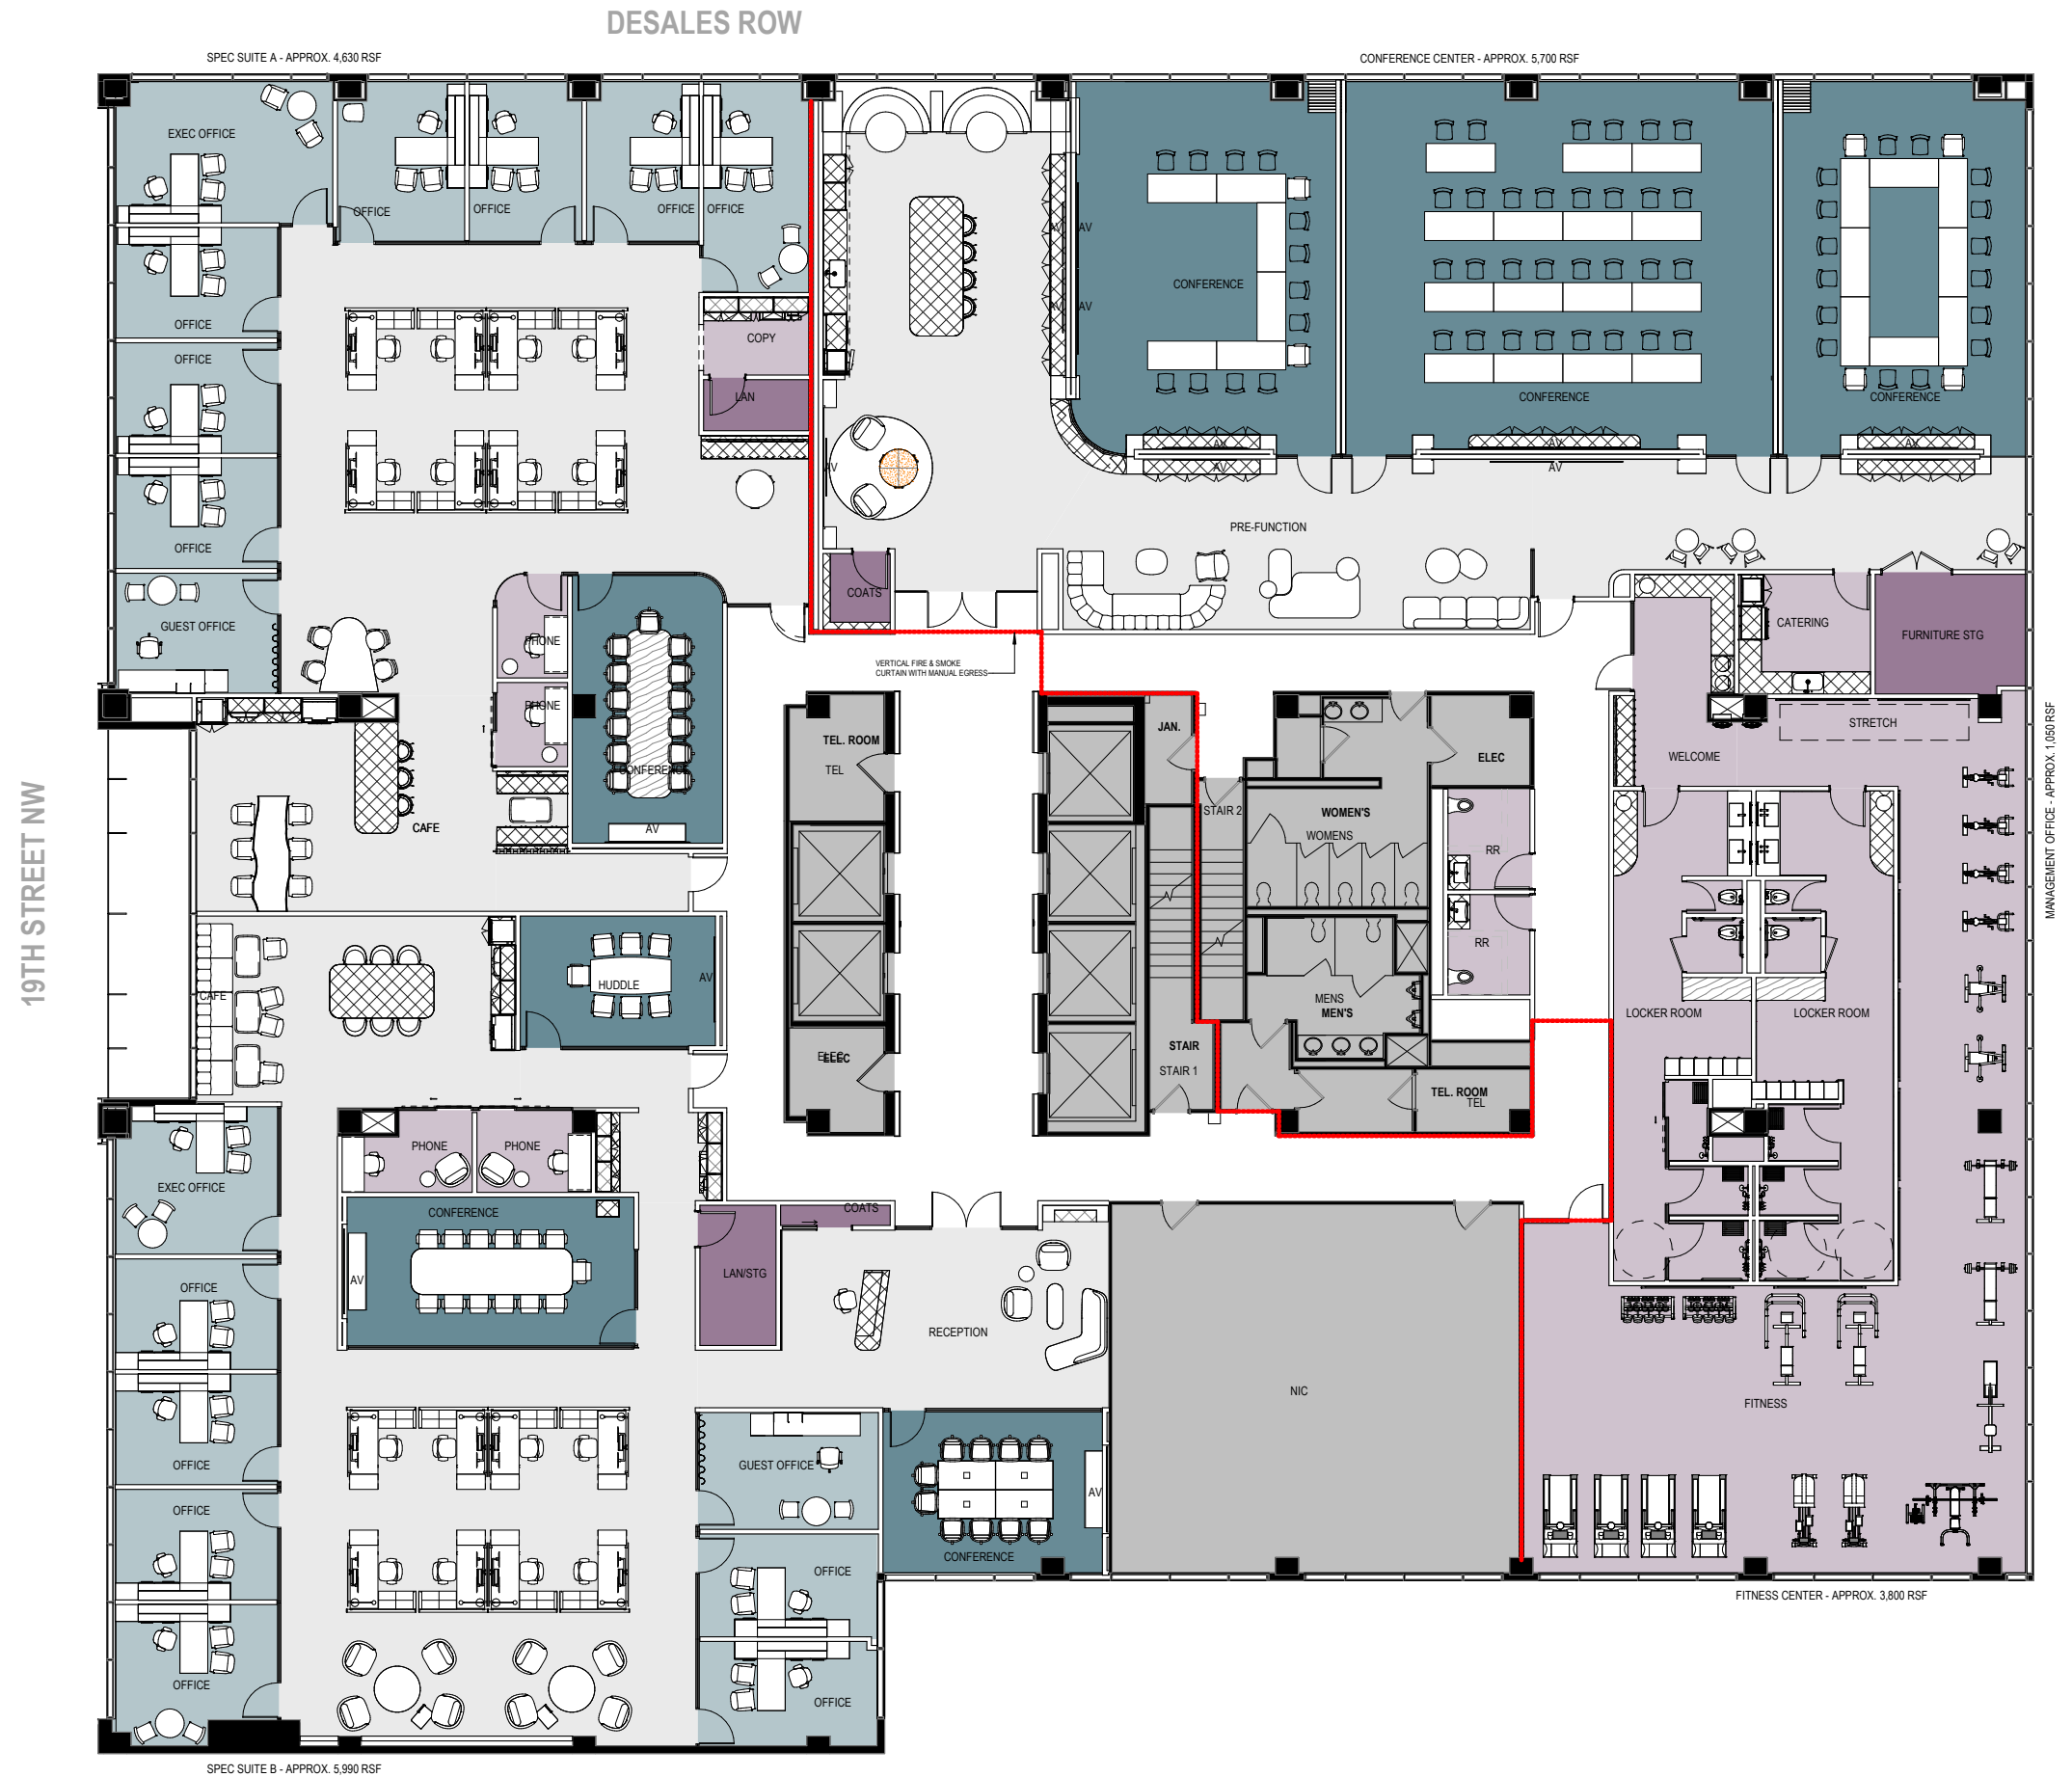 DESALES ROW
SPEC SUITE A - APPROX. 4,630 RSF
CONFERENCE CENTER - APPROX. 5,700 RSF
EXEC OFFICE
OFFICE
OFFICE
OFFICE
OFFICE
AV
AV
AV
AV
CONFERENCE
OFFICE
COPY
OFFICE
LAN
CONFERENCE
CONFERENCE
AV
AV
AV
AV
AV
AV
PRE-FUNCTION
OFFICE
COATS
GUEST OFFICE
PHONE
CATERING
FURNITURE STG
VERTICAL FIRE & SMOKE
CURTAIN WITH MANUAL EGRESS
PHONE
JAN.
STRETCH
TEL. ROOM
TEL
CONFERENCE
ELEC
WELCOME
MANAGEMENT OFFICE - APPROX. 1,050 RSF
STAIR 2
WOMEN'S
WOMENS
CAFE
AV
RR
19TH STREET NW
RR
HUDDLE
AV
CAFE
MENS
MEN'S
LOCKER ROOM
LOCKER ROOM
ELEC
ELEC
STAIR
STAIR 1
TEL. ROOM
TEL
PHONE
PHONE
EXEC OFFICE
CONFERENCE
COATS
AV
LAN/STG
OFFICE
RECEPTION
NIC
FITNESS
OFFICE
GUEST OFFICE
AV
OFFICE
CONFERENCE
OFFICE
FITNESS CENTER - APPROX. 3,800 RSF
OFFICE
OFFICE
SPEC SUITE B - APPROX. 5,990 RSF